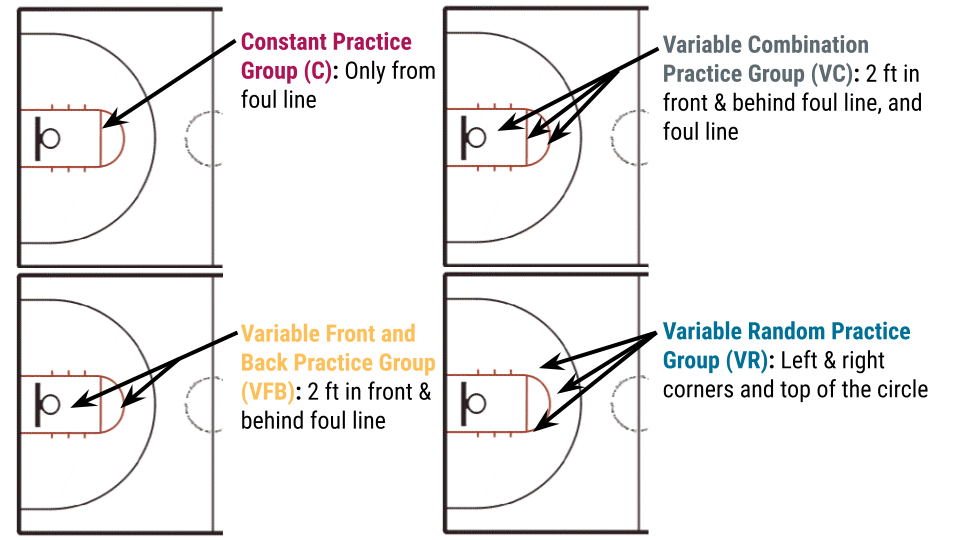 Constant Practice
Group (C): Only from
foul line
Variable Combination
Practice Group (VC): 2 ft in
front & behind foul line, and
foul line
Variable Front and
Back Practice Group
(VFB): 2 ft in front &
behind foul line
Variable Random Practice
Group (VR): Left & right
corners and top of the circle